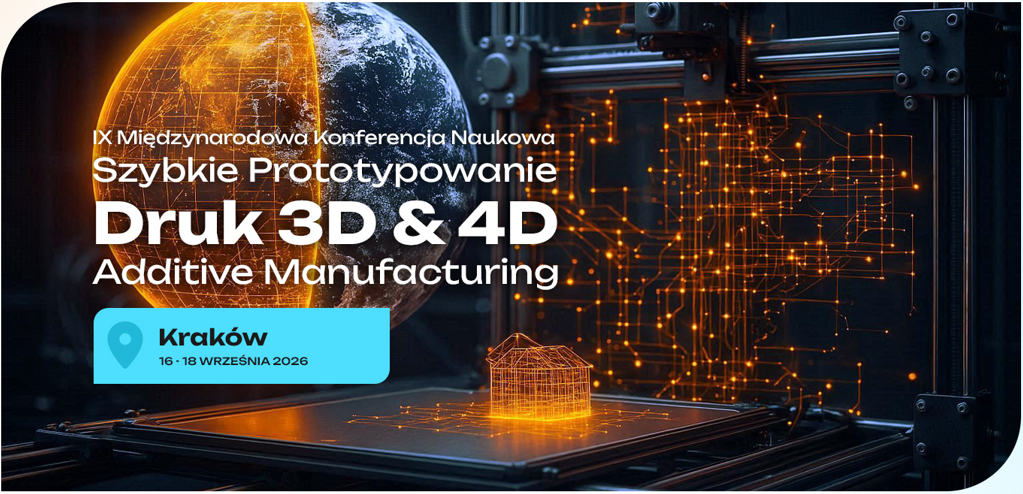 IX Międzynarodowa Konferencja Naukowa
Szybkie Prototypowanie
Druk 3D & 4D
Additive Manufacturing
Kraków
16 - 18 WRZEŚNIA 2026